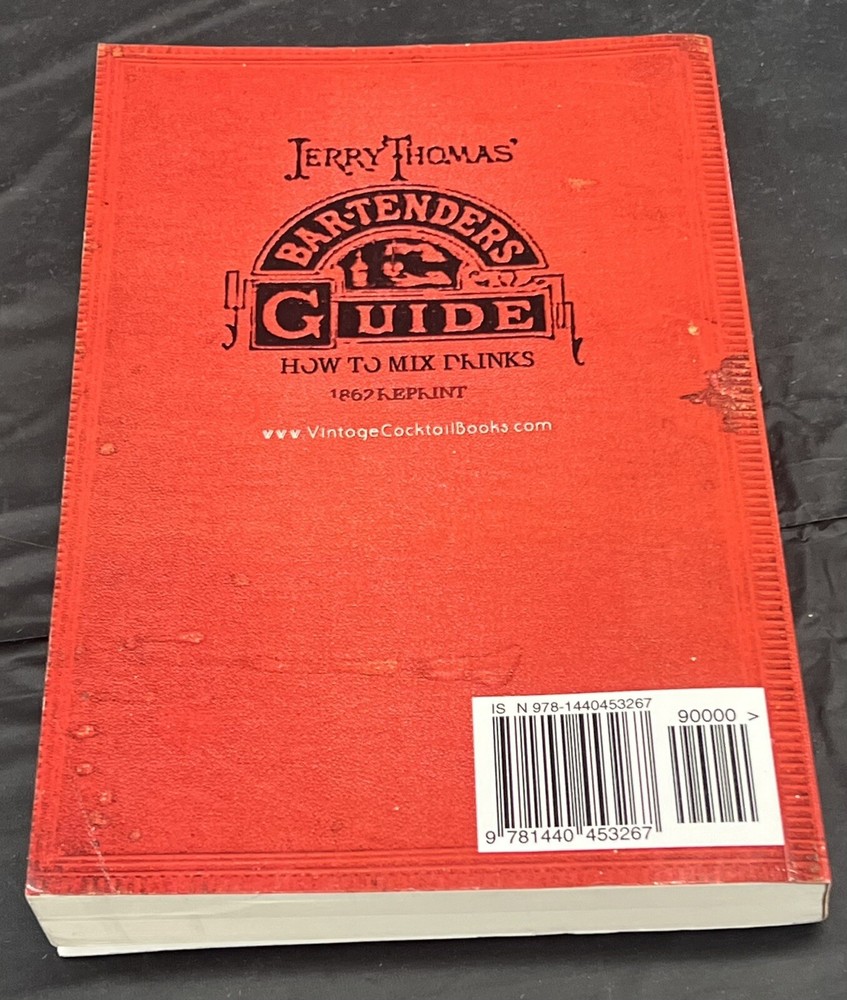 JERRY THOMAS'
BAR-TENDERS
GUIDE
HOW TO MIX DRINKS
1862 REPRINT
www.VintageCocktailBooks.com
IS N 978-1440453267
90000 >
9 781440 453267